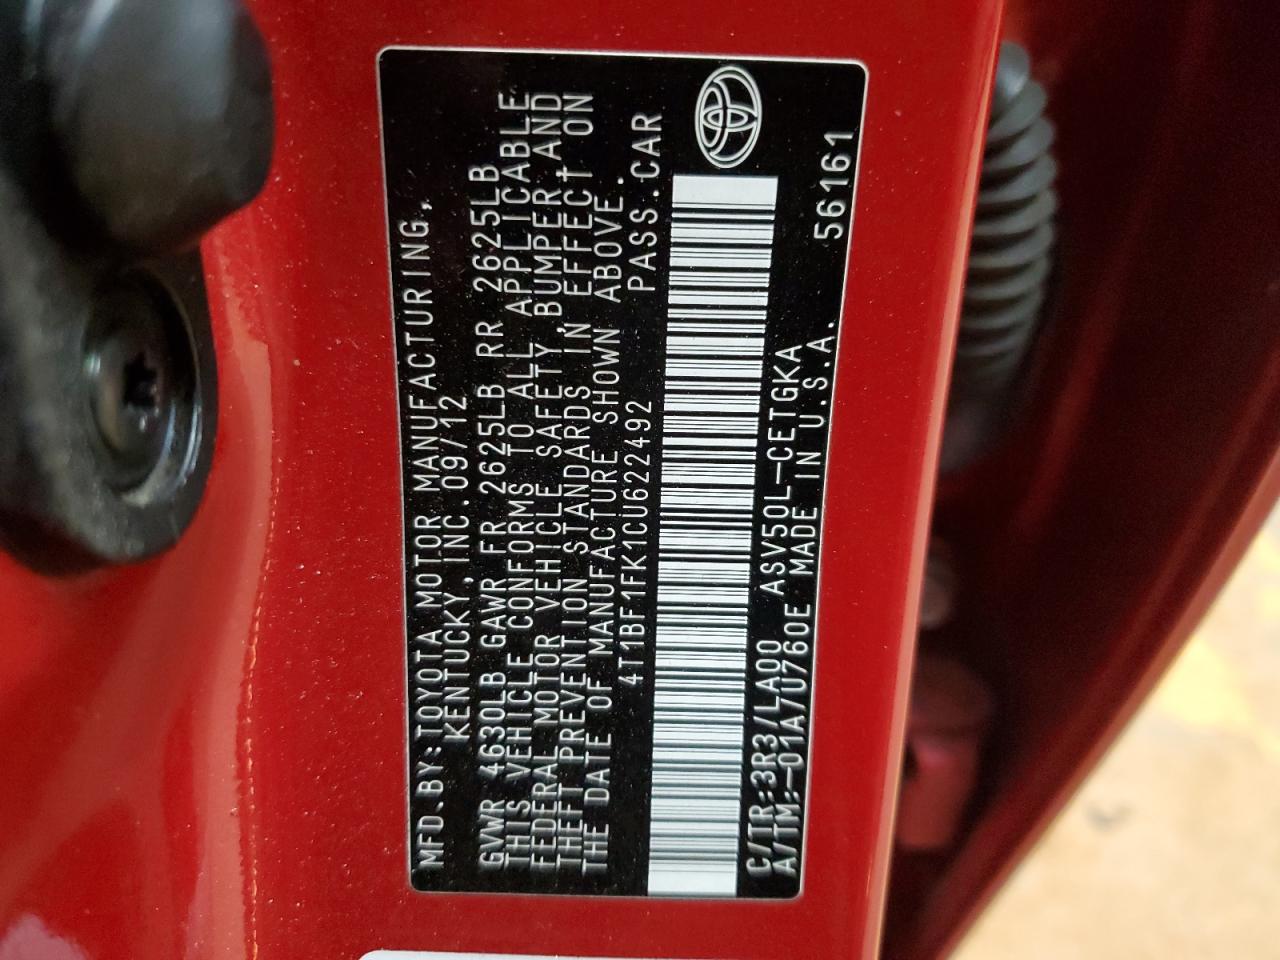 MFD.BY:TOYOTA MOTOR MANUFACTURING,
KENTUCKY, INC.09/12
GVWR 4630LB GAWR FR 2625LB RR 2625LB
THIS VEHICLE CONFORMS TO ALL APPLICABLE
FEDERAL MOTOR VEHICLE SAFETY,BUMPER,AND
THEFT PREVENTION STANDARDS IN EFFECT ON
THE DATE OF MANUFACTURE SHOWN ABOVE.
4T1BF1FK1CU622492 PASS.CAR
C/TR:3R3/LA00 ASV50L-CETGKA
A/TM:-01A/U760E MADE IN U.S.A. 56161